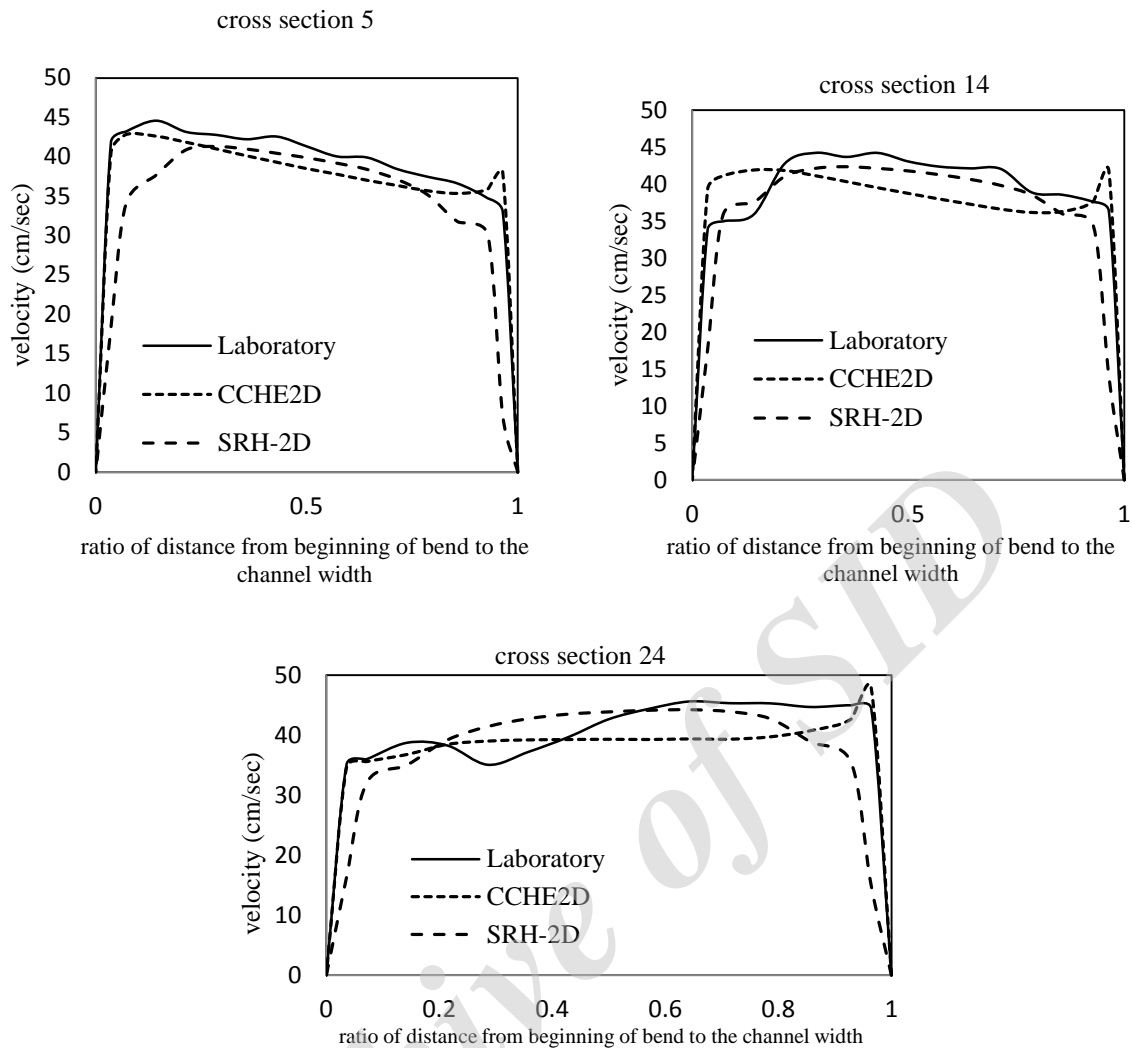 cross section 5
50
45
40
35
30
25
20
15
10
5
0
velocity (cm/sec)
Laboratory
CCHE2D
SRH-2D
0
0.5
1
ratio of distance from beginning of bend to the
channel width
cross section 14
50
45
40
35
30
25
20
15
10
5
0
velocity (cm/sec)
Laboratory
CCHE2D
SRH-2D
0
0.5
1
ratio of distance from beginning of bend to the
channel width
cross section 24
50
40
30
20
10
0
velocity (cm/sec)
Laboratory
CCHE2D
SRH-2D
0
0.2
0.4
0.6
0.8
1
ratio of distance from beginning of bend to the channel width
ive of SID